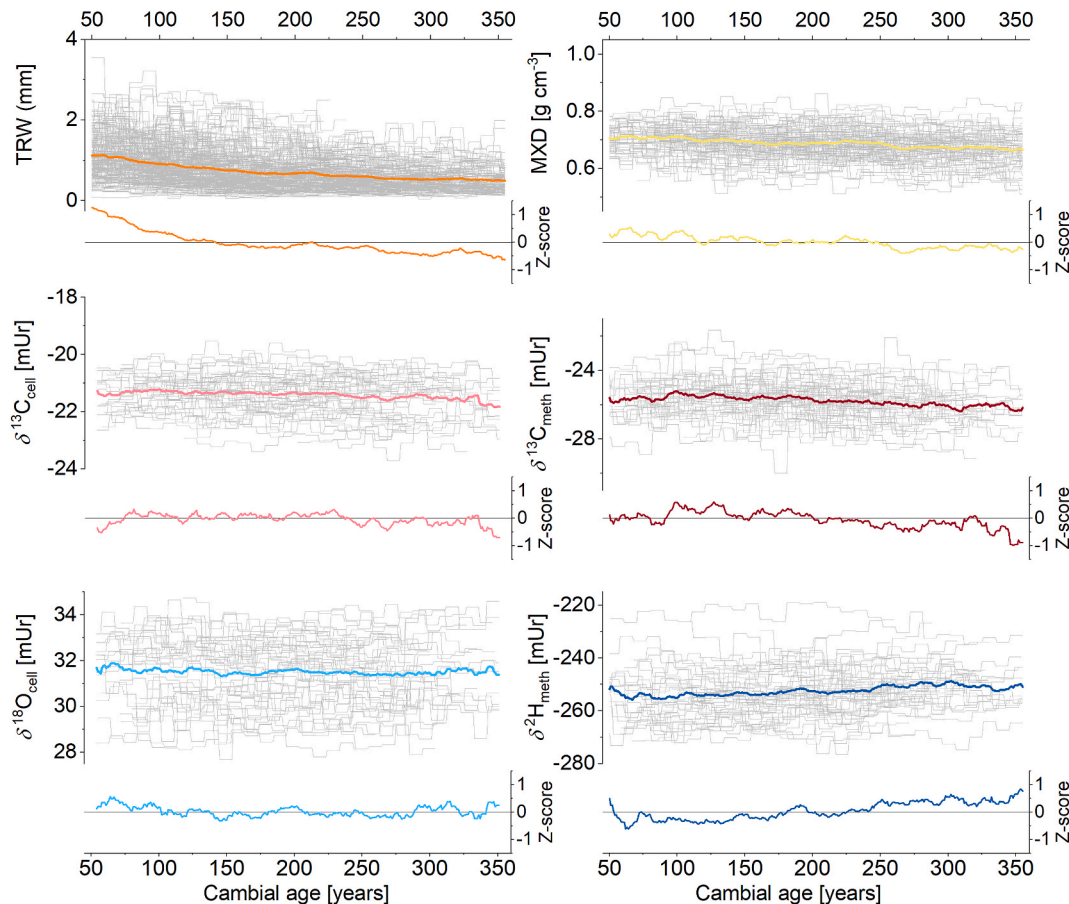 50 100 150 200 250 300 350
50 100 150 200 250 300 350
4
2
0
TRW (mm)
1
0
-1
Z-score
1.0
0.8
0.6
MXD [g cm⁻³]
1
0
-1
Z-score
-18
-20
-22
-24
δ¹³C_cell [mUr]
1
0
-1
Z-score
-24
-26
-28
δ¹³C_meth [mUr]
1
0
-1
Z-score
34
32
30
28
δ¹⁸O_cell [mUr]
1
0
-1
Z-score
-220
-240
-260
-280
δ²H_meth [mUr]
1
0
-1
Z-score
50 100 150 200 250 300 350
Cambial age [years]
50 100 150 200 250 300 350
Cambial age [years]